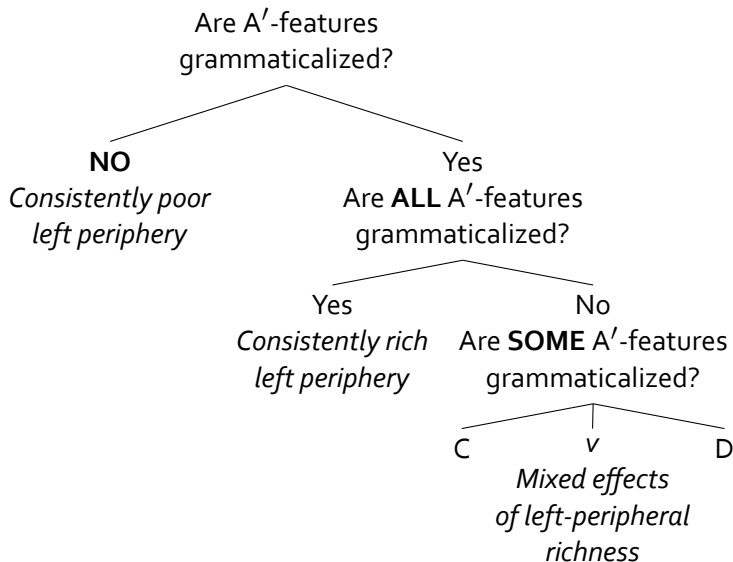 Are A′-features
grammaticalized?
NO
Consistently poor
left periphery
Yes
Are ALL A′-features
grammaticalized?
Yes
Consistently rich
left periphery
No
Are SOME A′-features
grammaticalized?
C
v
D
Mixed effects
of left-peripheral
richness